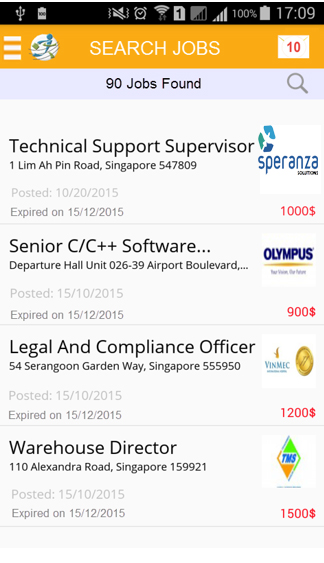 1 100% 17:09
SEARCH JOBS
10
90 Jobs Found
Technical Support Supervisor
1 Lim Ah Pin Road, Singapore 547809
speranza
SOLUTIONS
Posted: 10/20/2015
Expired on 15/12/2015
1000$
Senior C/C++ Software...
Departure Hall Unit 026-39 Airport Boulevard,...
OLYMPUS
Your Vision, Our Future
Posted: 15/10/2015
Expired on 15/12/2015
900$
Legal And Compliance Officer
54 Serangoon Garden Way, Singapore 555950
VINMEC
Posted: 15/10/2015
Expired on 15/12/2015
1200$
Warehouse Director
110 Alexandra Road, Singapore 159921
TMS
Posted: 15/10/2015
Expired on 15/12/2015
1500$